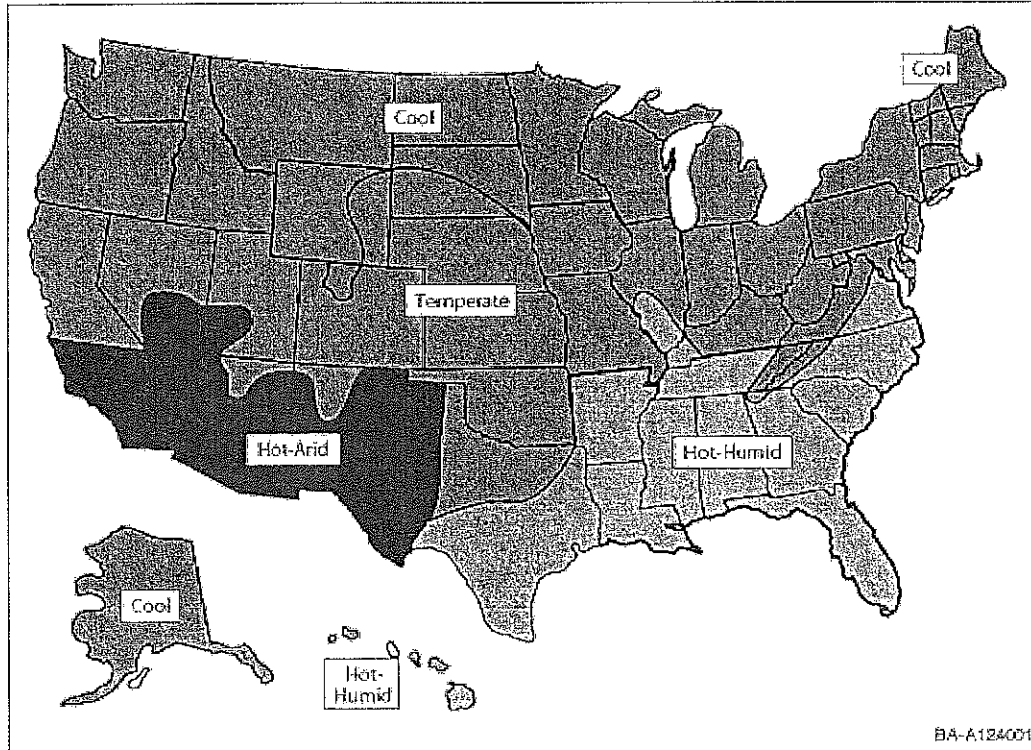 Cool
Cool
Temperate
Hot-Arid
Hot-Humid
Cool
Hot-
Humid
BA-A124001